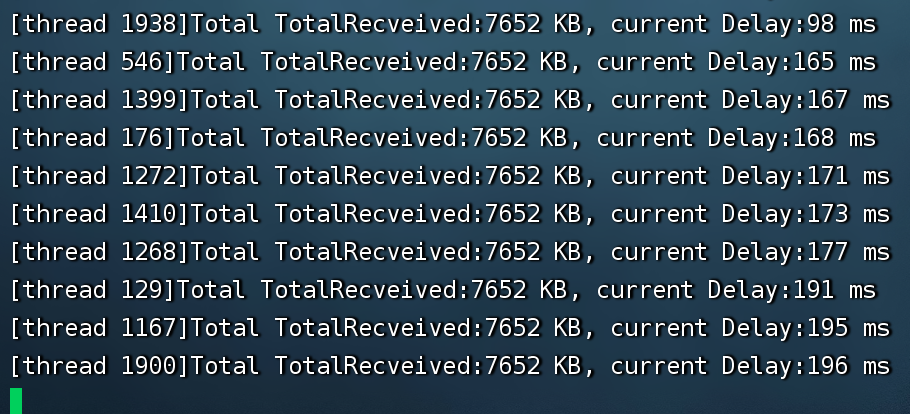 [thread 1938]Total TotalRecveived:7652 KB, current Delay:98 ms
[thread 546]Total TotalRecveived:7652 KB, current Delay:165 ms
[thread 1399]Total TotalRecveived:7652 KB, current Delay:167 ms
[thread 176]Total TotalRecveived:7652 KB, current Delay:168 ms
[thread 1272]Total TotalRecveived:7652 KB, current Delay:171 ms
[thread 1410]Total TotalRecveived:7652 KB, current Delay:173 ms
[thread 1268]Total TotalRecveived:7652 KB, current Delay:177 ms
[thread 129]Total TotalRecveived:7652 KB, current Delay:191 ms
[thread 1167]Total TotalRecveived:7652 KB, current Delay:195 ms
[thread 1900]Total TotalRecveived:7652 KB, current Delay:196 ms